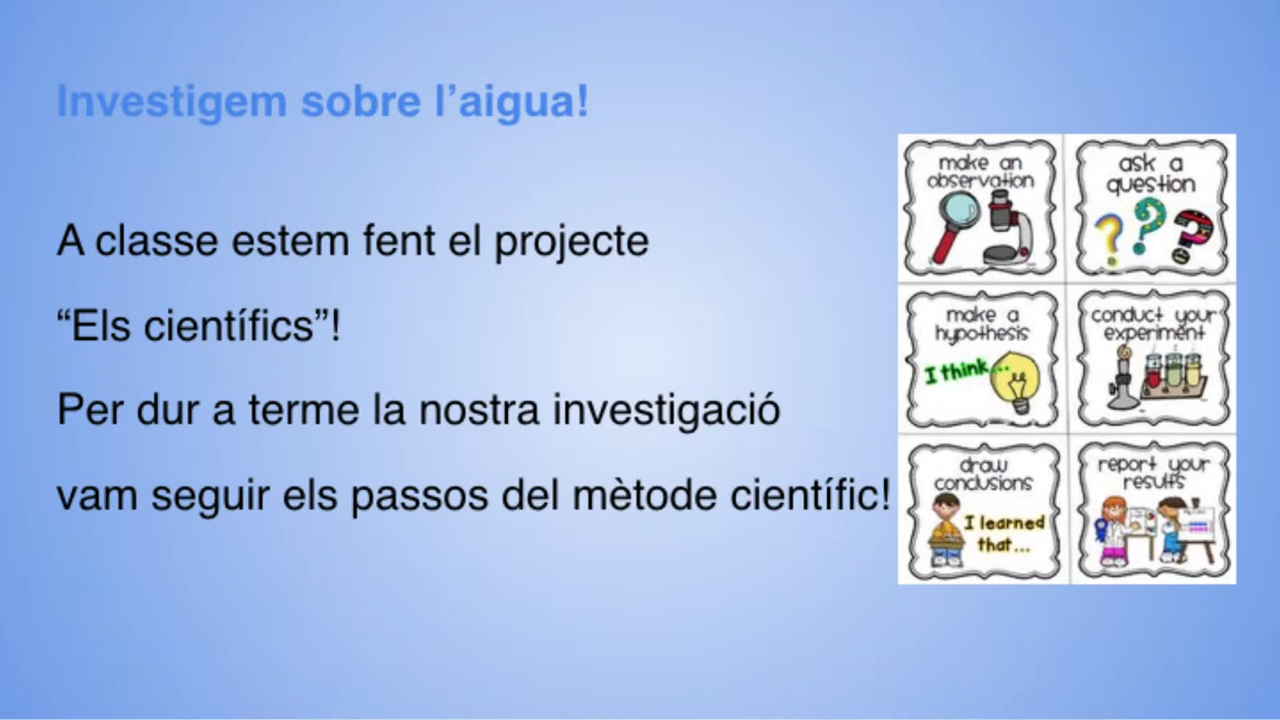 Investigem sobre l’aigua!
A classe estem fent el projecte
“Els científics”!
Per dur a terme la nostra investigació
vam seguir els passos del mètode científic!
make an
observation
ask a
question
make a
hypothesis
I think...
conduct your
experiment
draw
conclusions
I learned
that...
report your
results